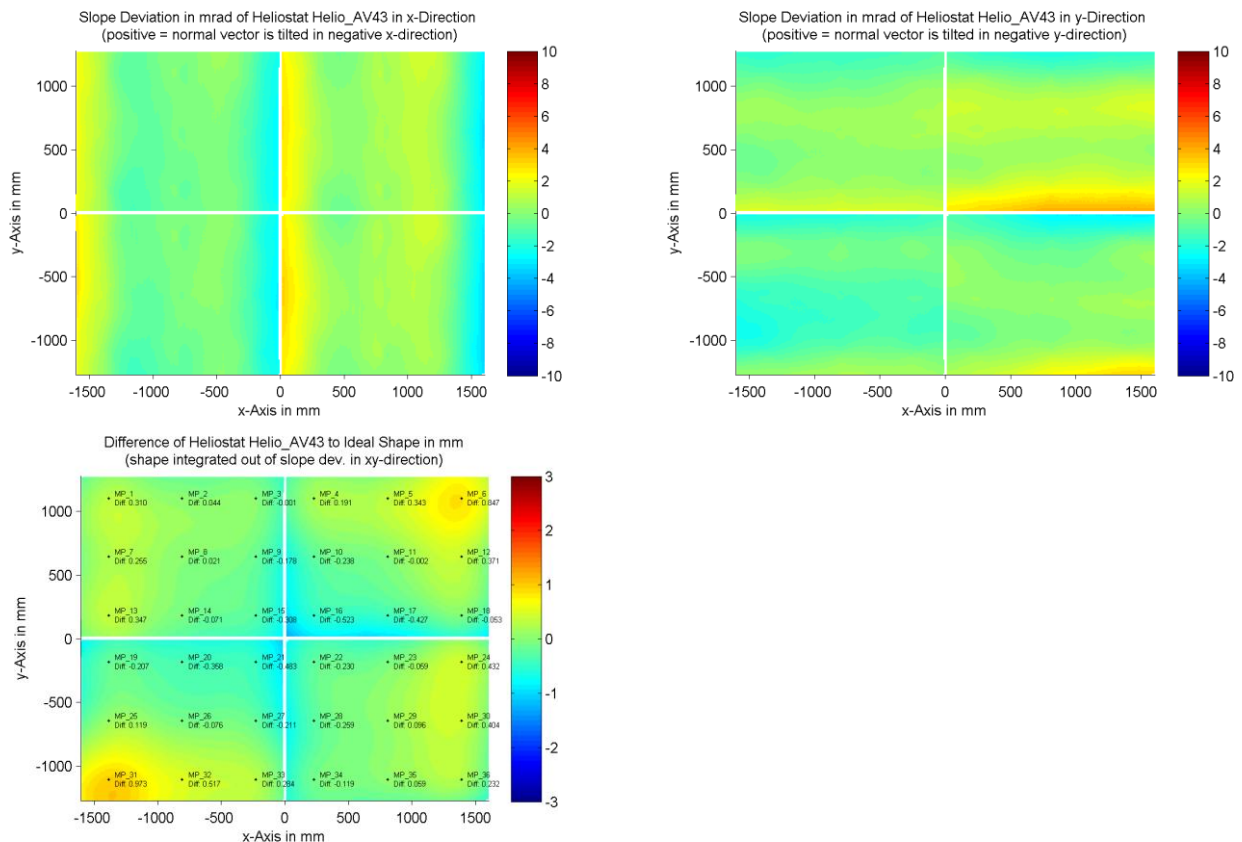 Slope Deviation in mrad of Heliostat Helio_AV43 in x-Direction
(positive = normal vector is tilted in negative x-direction)
y-Axis in mm
1000
500
0
-500
-1000
-1500 -1000 -500 0 500 1000 1500
x-Axis in mm
10
8
6
4
2
0
-2
-4
-6
-8
-10
Slope Deviation in mrad of Heliostat Helio_AV43 in y-Direction
(positive = normal vector is tilted in negative y-direction)
y-Axis in mm
1000
500
0
-500
-1000
-1500 -1000 -500 0 500 1000 1500
x-Axis in mm
10
8
6
4
2
0
-2
-4
-6
-8
-10
Difference of Heliostat Helio_AV43 to Ideal Shape in mm
(shape integrated out of slope dev. in xy-direction)
y-Axis in mm
1000
500
0
-500
-1000
MP_1 MP_2 MP_3 MP_4 MP_5 MP_6
Diff: 0.310 Diff: 0.044 Diff: -0.001 Diff: 0.191 Diff: 0.343 Diff: 0.847
MP_7 MP_8 MP_9 MP_10 MP_11 MP_12
Diff: 0.255 Diff: 0.021 Diff: -0.178 Diff: -0.238 Diff: -0.002 Diff: 0.371
MP_13 MP_14 MP_15 MP_16 MP_17 MP_18
Diff: 0.347 Diff: -0.071 Diff: -0.308 Diff: -0.523 Diff: -0.427 Diff: -0.053
MP_19 MP_20 MP_21 MP_22 MP_23 MP_24
Diff: -0.207 Diff: -0.358 Diff: -0.483 Diff: -0.230 Diff: -0.059 Diff: 0.432
MP_25 MP_26 MP_27 MP_28 MP_29 MP_30
Diff: 0.119 Diff: -0.076 Diff: -0.211 Diff: -0.259 Diff: 0.096 Diff: 0.404
MP_31 MP_32 MP_33 MP_34 MP_35 MP_36
Diff: 0.973 Diff: 0.517 Diff: 0.264 Diff: -0.119 Diff: 0.059 Diff: 0.232
-1500 -1000 -500 0 500 1000 1500
x-Axis in mm
3
2
1
0
-1
-2
-3